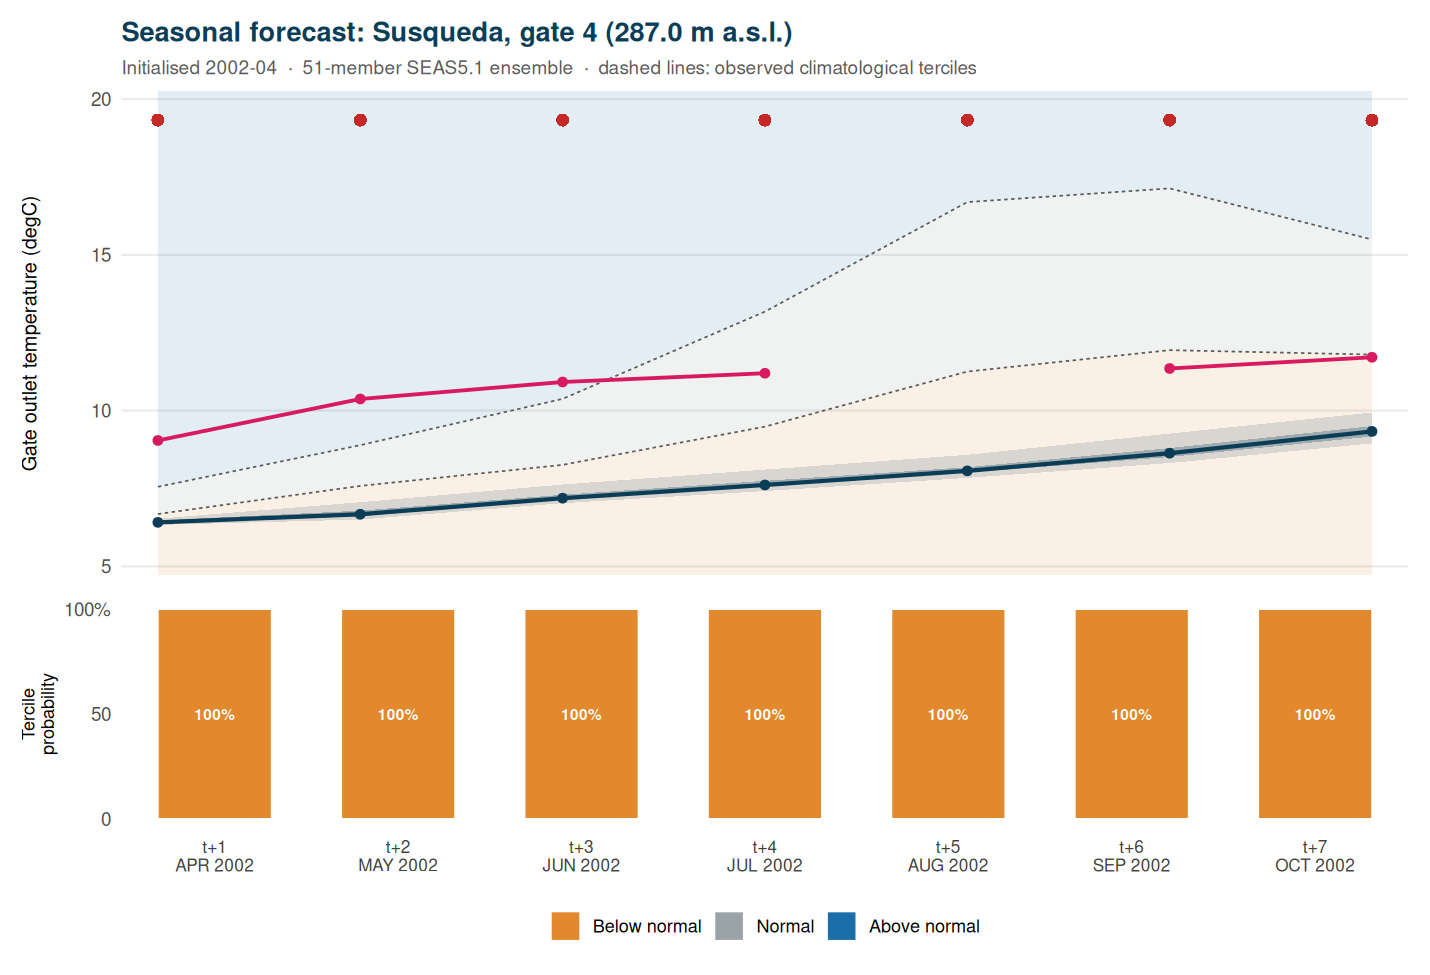 Seasonal forecast: Susqueda, gate 4 (287.0 m a.s.l.)
Initialised 2002-04 · 51-member SEAS5.1 ensemble · dashed lines: observed climatological terciles
Gate outlet temperature (degC)
20
15
10
5
Tercile
probability
100%
50
0
100% 100% 100% 100% 100% 100% 100%
t+1 t+2 t+3 t+4 t+5 t+6 t+7
APR 2002 MAY 2002 JUN 2002 JUL 2002 AUG 2002 SEP 2002 OCT 2002
Below normal Normal Above normal